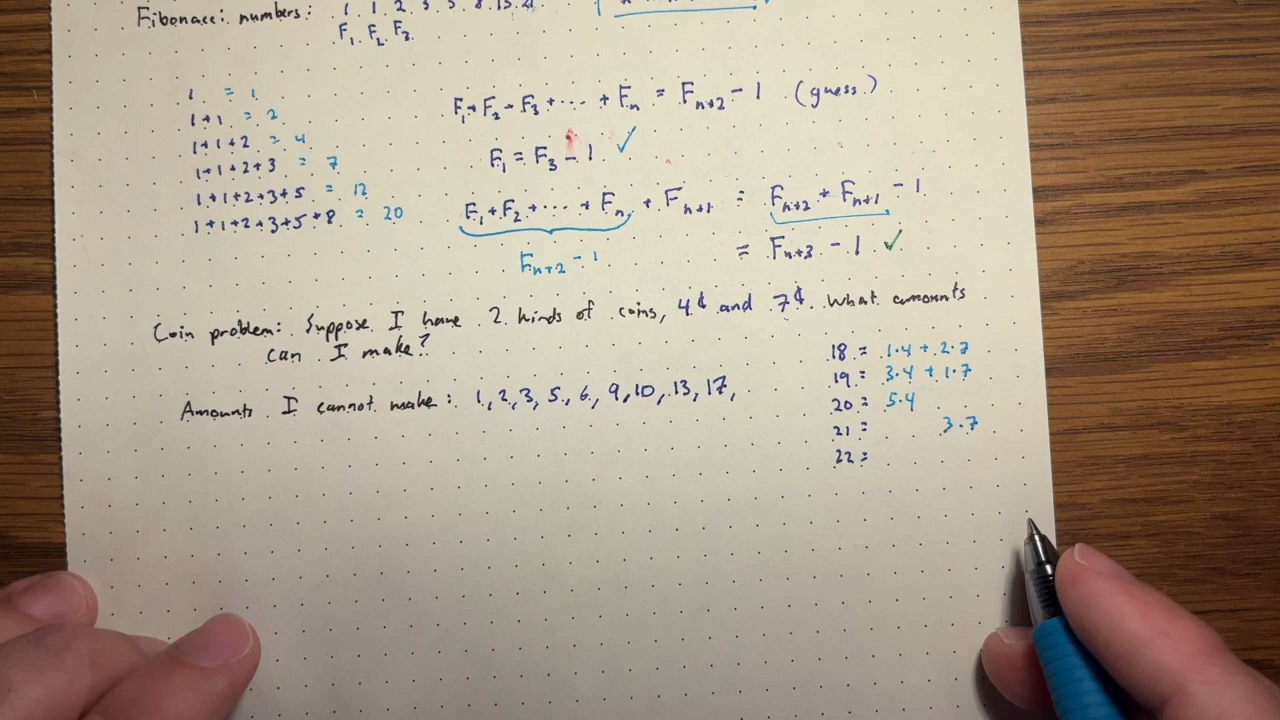 Fibonacci numbers: 1 1 2 3 5 8 13 21
F₁ F₂ F₃
1 = 1
1+1 = 2
1+1+2 = 4
1+1+2+3 = 7
1+1+2+3+5 = 12
1+1+2+3+5+8 = 20
F₁+F₂+F₃+⋯+Fₙ = Fₙ₊₂ − 1 (guess)
F₁ = F₃ − 1 ✓
F₁+F₂+⋯+Fₙ + Fₙ₊₁ = Fₙ₊₂ + Fₙ₊₁ − 1
Fₙ₊₂ − 1
= Fₙ₊₃ − 1 ✓
Coin problem: Suppose I have 2 kinds of coins, 4¢ and 7¢. What amounts
can I make?
Amounts I cannot make: 1, 2, 3, 5, 6, 9, 10, 13, 17,
18 = 1·4 + 2·7
19 = 3·4 + 1·7
20 = 5·4
21 = 3·7
22 =